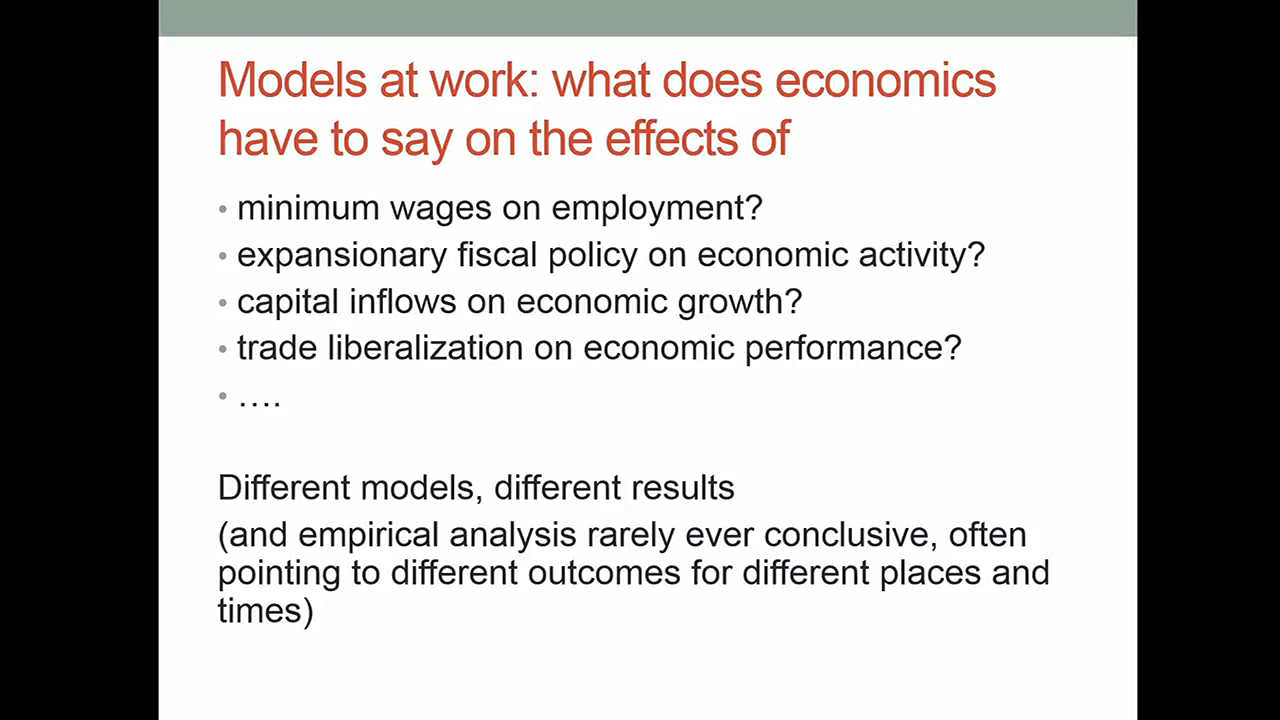 Models at work: what does economics
have to say on the effects of
• minimum wages on employment?
• expansionary fiscal policy on economic activity?
• capital inflows on economic growth?
• trade liberalization on economic performance?
• ….
Different models, different results
(and empirical analysis rarely ever conclusive, often
pointing to different outcomes for different places and
times)